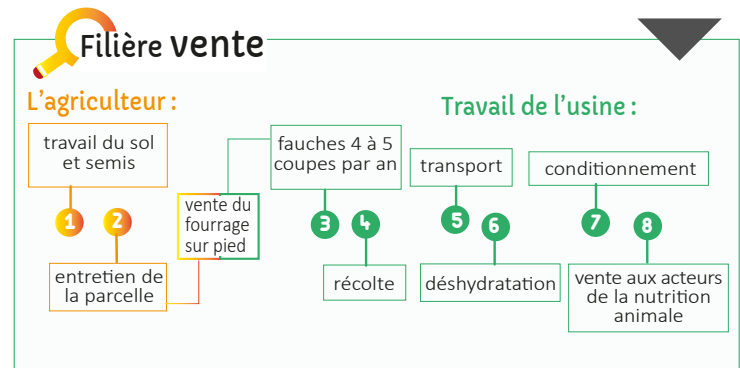 Filière vente
L'agriculteur :
Travail de l'usine :
travail du sol
et semis
1
2
entretien de
la parcelle
vente du
fourrage
sur pied
fauches 4 à 5
coupes par an
3
4
récolte
transport
5
6
déshydratation
conditionnement
7
8
vente aux acteurs
de la nutrition
animale